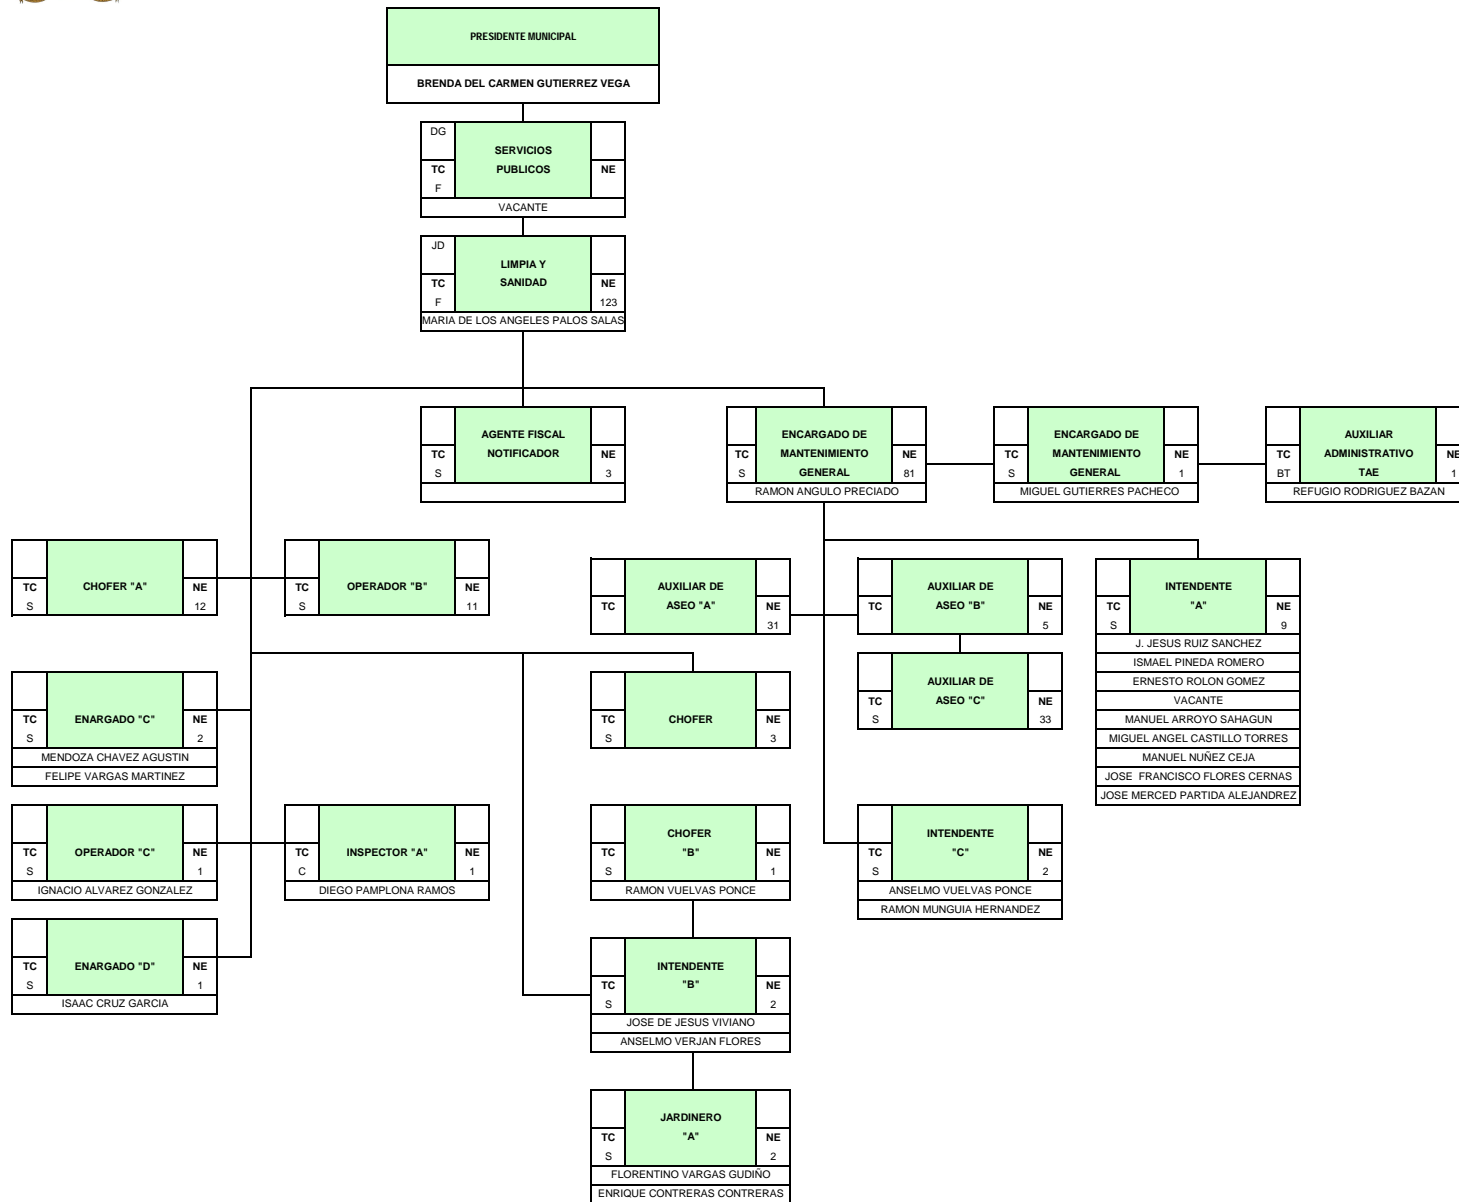 PRESIDENTE MUNICIPAL
BRENDA DEL CARMEN GUTIERREZ VEGA
DG
SERVICIOS
TC PUBLICOS NE
F
VACANTE
JD
LIMPIA Y
TC SANIDAD NE
F 123
MARIA DE LOS ANGELES PALOS SALAS
AGENTE FISCAL
TC NOTIFICADOR NE
S 3
ENCARGADO DE
TC MANTENIMIENTO NE
S GENERAL 81
RAMON ANGULO PRECIADO
ENCARGADO DE
TC MANTENIMIENTO NE
S GENERAL 1
MIGUEL GUTIERRES PACHECO
AUXILIAR
TC ADMINISTRATIVO NE
BT TAE 1
REFUGIO RODRIGUEZ BAZAN
TC CHOFER "A" NE
S 12
TC OPERADOR "B" NE
S 11
AUXILIAR DE
TC ASEO "A" NE
31
AUXILIAR DE
TC ASEO "B" NE
5
INTENDENTE
TC "A" NE
S 9
J. JESUS RUIZ SANCHEZ
ISMAEL PINEDA ROMERO
ERNESTO ROLON GOMEZ
VACANTE
MANUEL ARROYO SAHAGUN
MIGUEL ANGEL CASTILLO TORRES
MANUEL NUÑEZ CEJA
JOSE FRANCISCO FLORES CERNAS
JOSE MERCED PARTIDA ALEJANDREZ
AUXILIAR DE
TC ASEO "C" NE
S 33
TC ENARGADO "C" NE
S 2
MENDOZA CHAVEZ AGUSTIN
FELIPE VARGAS MARTINEZ
TC CHOFER NE
S 3
TC OPERADOR "C" NE
S 1
IGNACIO ALVAREZ GONZALEZ
TC INSPECTOR "A" NE
C 1
DIEGO PAMPLONA RAMOS
CHOFER
TC "B" NE
S 1
RAMON VUELVAS PONCE
INTENDENTE
TC "C" NE
S 2
ANSELMO VUELVAS PONCE
RAMON MUNGUIA HERNANDEZ
TC ENARGADO "D" NE
S 1
ISAAC CRUZ GARCIA
INTENDENTE
TC "B" NE
S 2
JOSE DE JESUS VIVIANO
ANSELMO VERJAN FLORES
JARDINERO
TC "A" NE
S 2
FLORENTINO VARGAS GUDIÑO
ENRIQUE CONTRERAS CONTRERAS